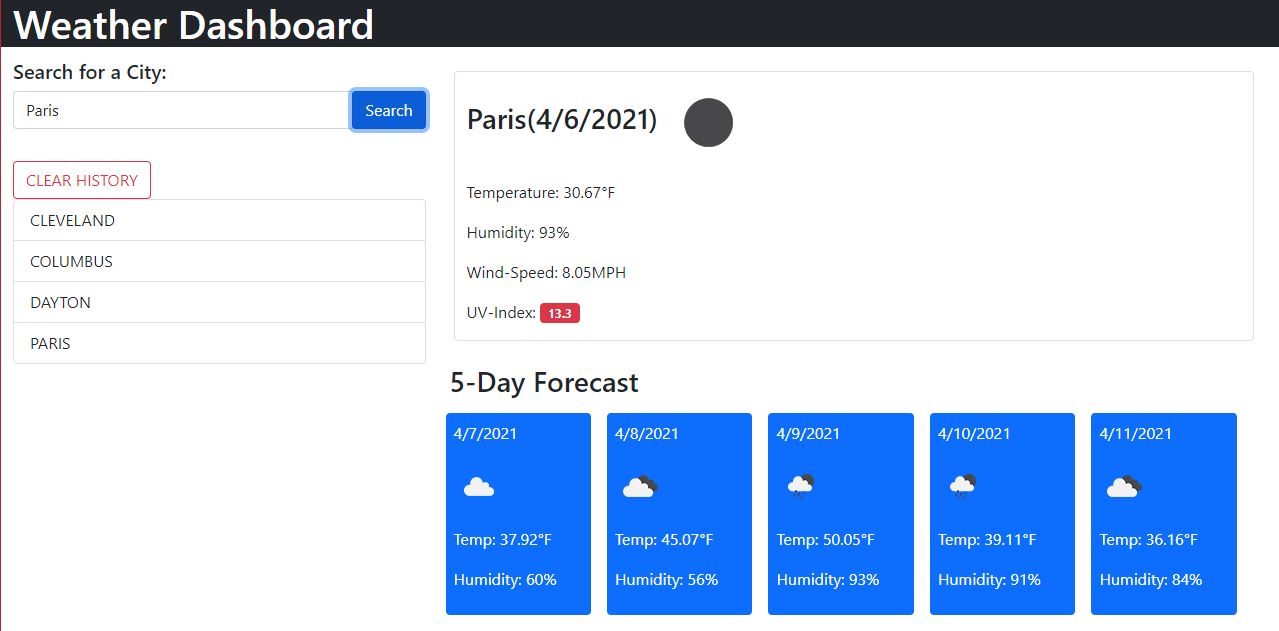 Weather Dashboard
Search for a City:
Paris
Search
CLEAR HISTORY
CLEVELAND
COLUMBUS
DAYTON
PARIS
Paris(4/6/2021)
Temperature: 30.67°F
Humidity: 93%
Wind-Speed: 8.05MPH
UV-Index: 13.3
5-Day Forecast
4/7/2021
Temp: 37.92°F
Humidity: 60%
4/8/2021
Temp: 45.07°F
Humidity: 56%
4/9/2021
Temp: 50.05°F
Humidity: 93%
4/10/2021
Temp: 39.11°F
Humidity: 91%
4/11/2021
Temp: 36.16°F
Humidity: 84%